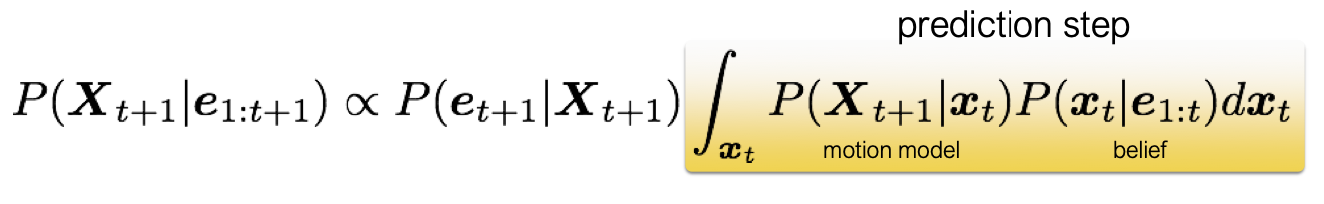 prediction step
P(X_{t+1}|e_{1:t+1}) ∝ P(e_{t+1}|X_{t+1}) ∫_{x_t} P(X_{t+1}|x_t)P(x_t|e_{1:t})dx_t
motion model belief